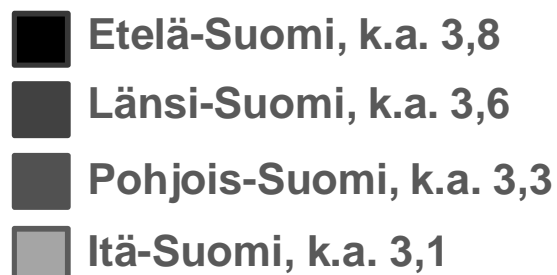 Etelä-Suomi, k.a. 3,8
Länsi-Suomi, k.a. 3,6
Pohjois-Suomi, k.a. 3,3
Itä-Suomi, k.a. 3,1